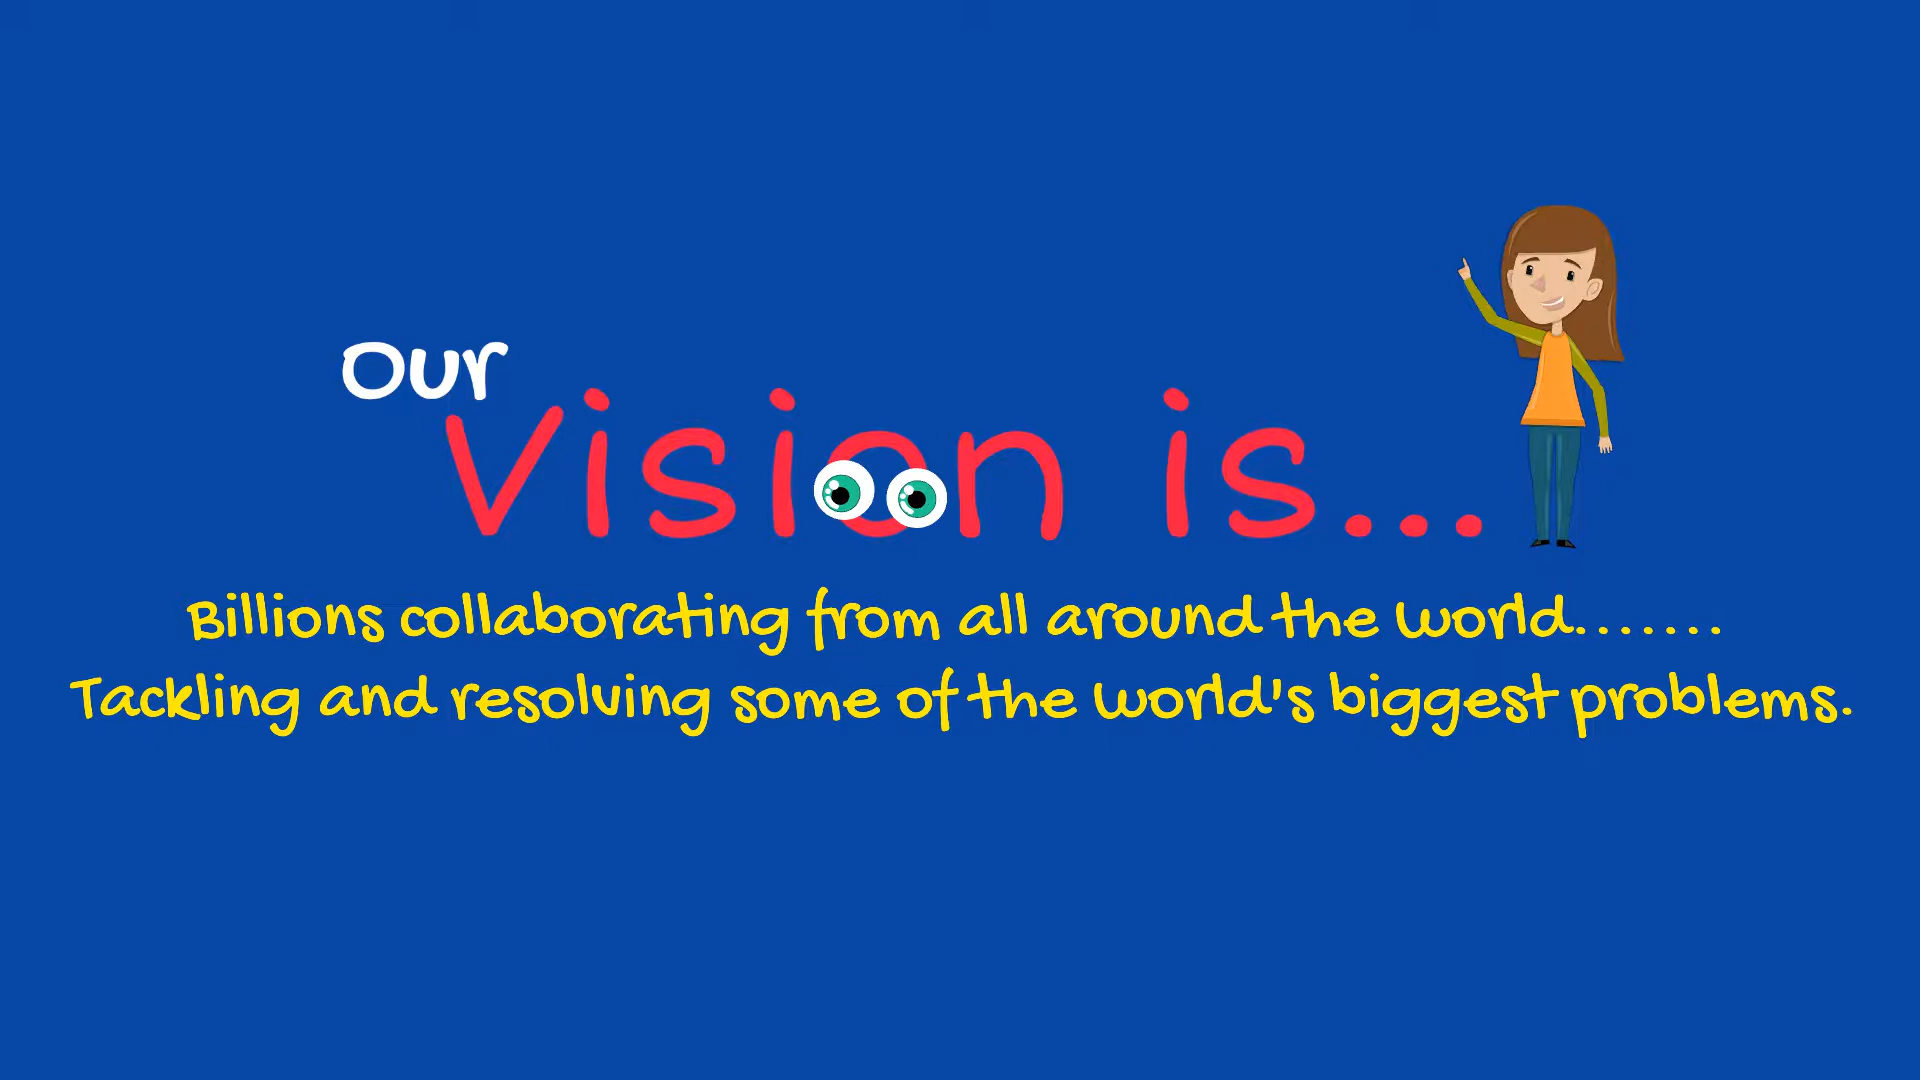 Our
Vision is...
Billions collaborating from all around the world.......
Tackling and resolving some of the world's biggest problems.